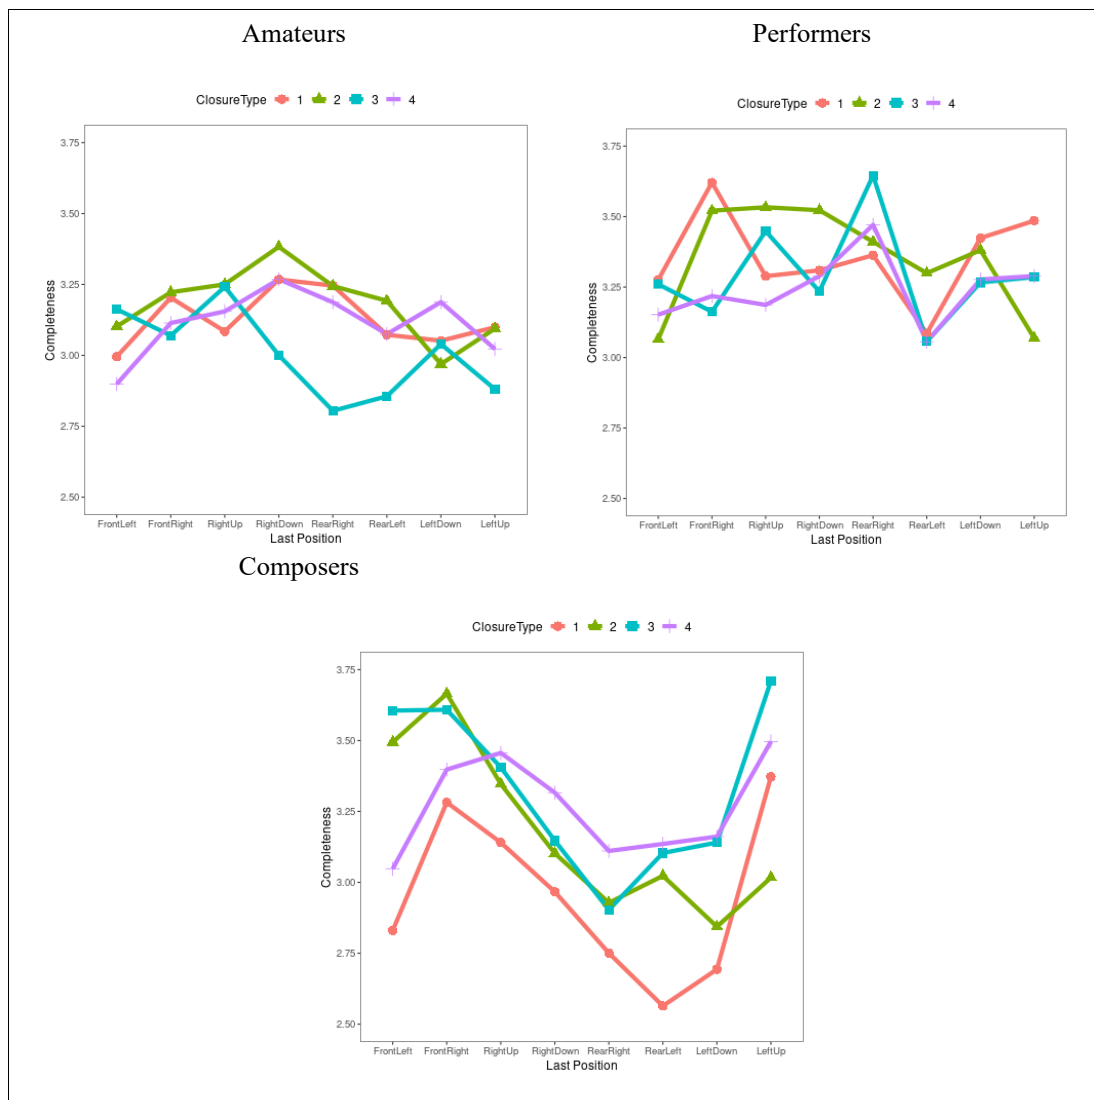 Amateurs
ClosureType 1 2 3 4
3.75
3.50
3.25
3.00
2.75
2.50
Completeness
FrontLeft FrontRight RightUp RightDown RearRight RearLeft LeftDown LeftUp
Last Position
Performers
ClosureType 1 2 3 4
3.75
3.50
3.25
3.00
2.75
2.50
Completeness
FrontLeft FrontRight RightUp RightDown RearRight RearLeft LeftDown LeftUp
Last Position
Composers
ClosureType 1 2 3 4
3.75
3.50
3.25
3.00
2.75
2.50
Completeness
FrontLeft FrontRight RightUp RightDown RearRight RearLeft LeftDown LeftUp
Last Position